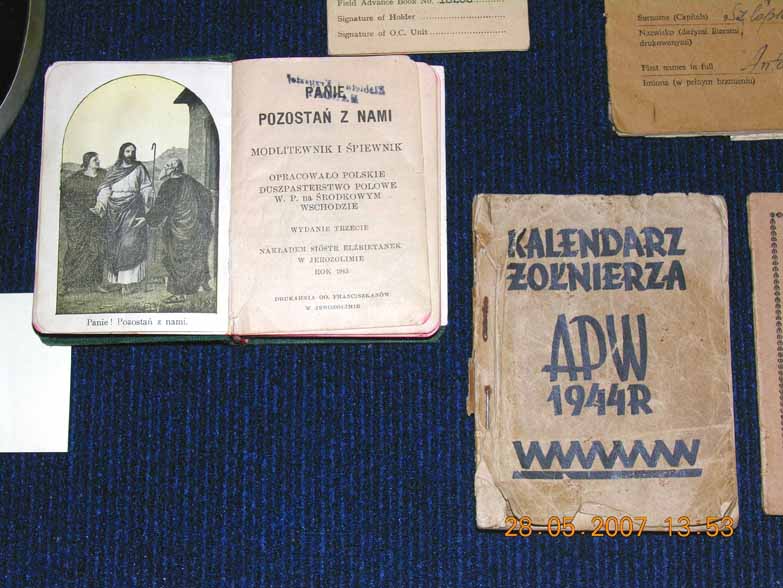 Field Advance Book No.
Signature of Holder
Signature of O.C. Unit
Surname (Capitals)
Nazwisko (dużymi literami
drukowanymi)
First names in full
Imiona (w pełnym brzmieniu)
PANIE,
POZOSTAŃ Z NAMI
MODLITEWNIK I ŚPIEWNIK
OPRACOWAŁO POLSKIE
DUSZPASTERSTWO POLOWE
W. P. na ŚRODKOWYM
WSCHODZIE
WYDANIE TRZECIE
NAKŁADEM SIÓSTR ELŻBIETANEK
W JEROZOLIMIE
ROK 1943
DRUKARNIA OO. FRANCISZKANÓW
W JEROZOLIMIE
Panie! Pozostań z nami.
KALENDARZ
ŻOŁNIERZA
APW
1944R
28.05.2007 13:53